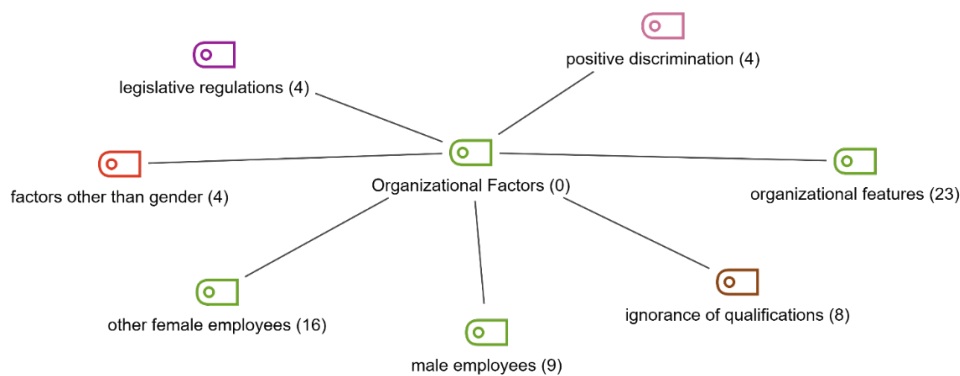 positive discrimination (4)
legislative regulations (4)
factors other than gender (4)
Organizational Factors (0)
organizational features (23)
other female employees (16)
ignorance of qualifications (8)
male employees (9)